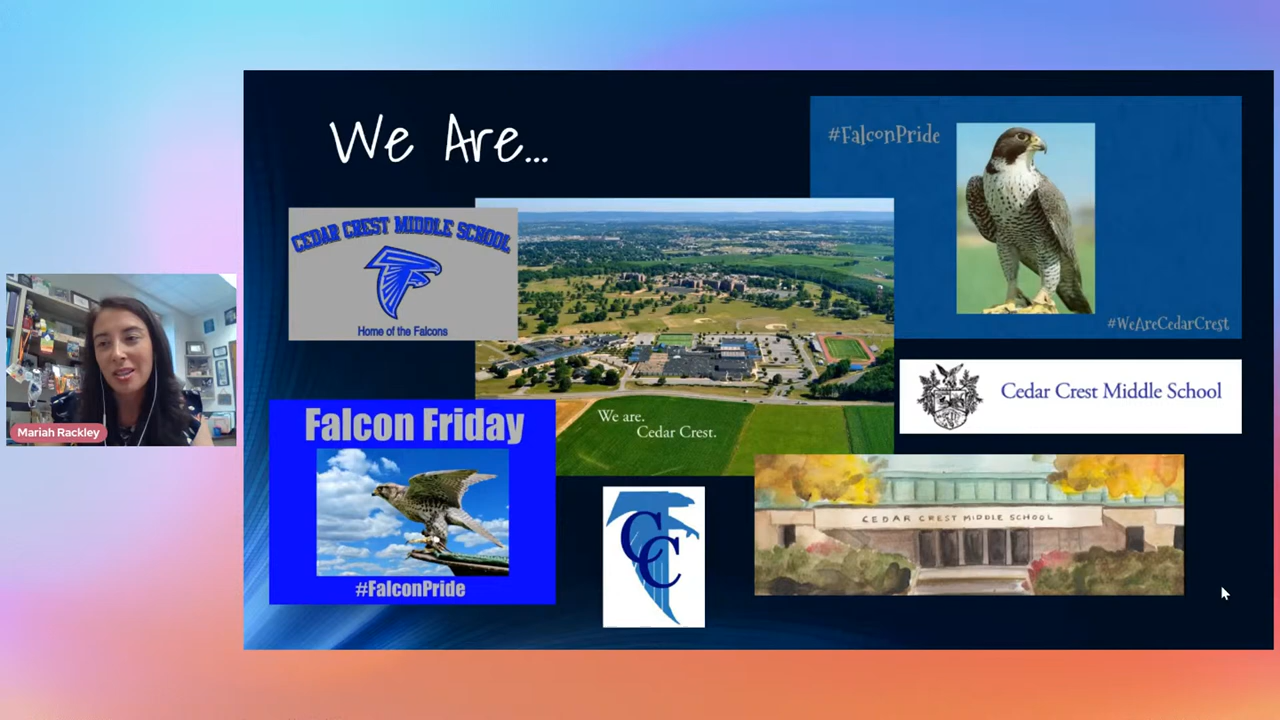 We Are...
#FalconPride
CEDAR CREST MIDDLE SCHOOL
Home of the Falcons
#WeAreCedarCrest
Cedar Crest Middle School
We are.
Cedar Crest.
Falcon Friday
#FalconPride
Mariah Rackley
CC
CEDAR CREST MIDDLE SCHOOL